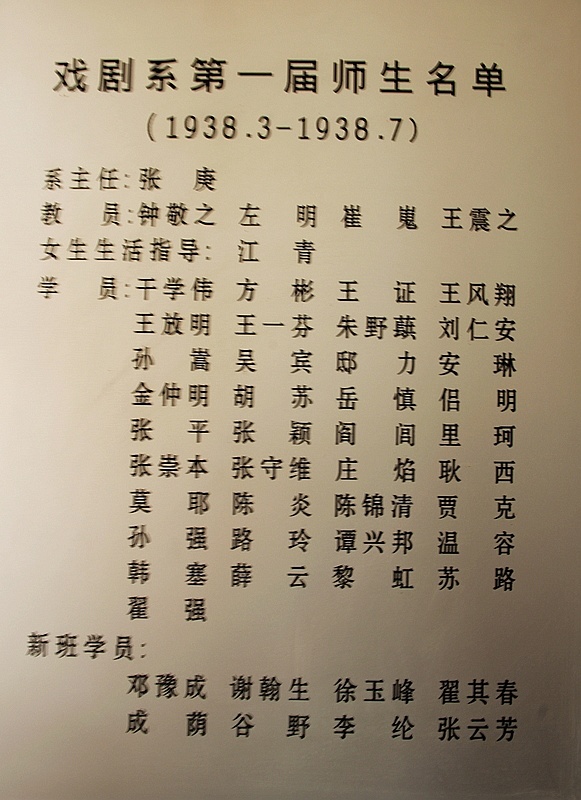 戏剧系第一届师生名单
(1938.3-1938.7)
系主任:张 庚
教 员:钟敬之 左 明 崔 嵬 王震之
女生生活指导: 江 青
学 员:干学伟 方 彬 王 证 王风翔
王放明 王一芬 朱野蕻 刘仁安
孙 嵩 吴 宾 邸 力 安 琳
金仲明 胡 苏 岳 慎 侣 明
张 平 张 颖 阎 闾 里 珂
张崇本 张守维 庄 焰 耿 西
莫 耶 陈 炎 陈锦清 贾 克
孙 强 路 玲 谭兴邦 温 容
韩 塞 薛 云 黎 虹 苏 路
翟 强
新班学员:
邓豫成 谢翰生 徐玉峰 翟其春
成 荫 谷 野 李 纶 张云芳